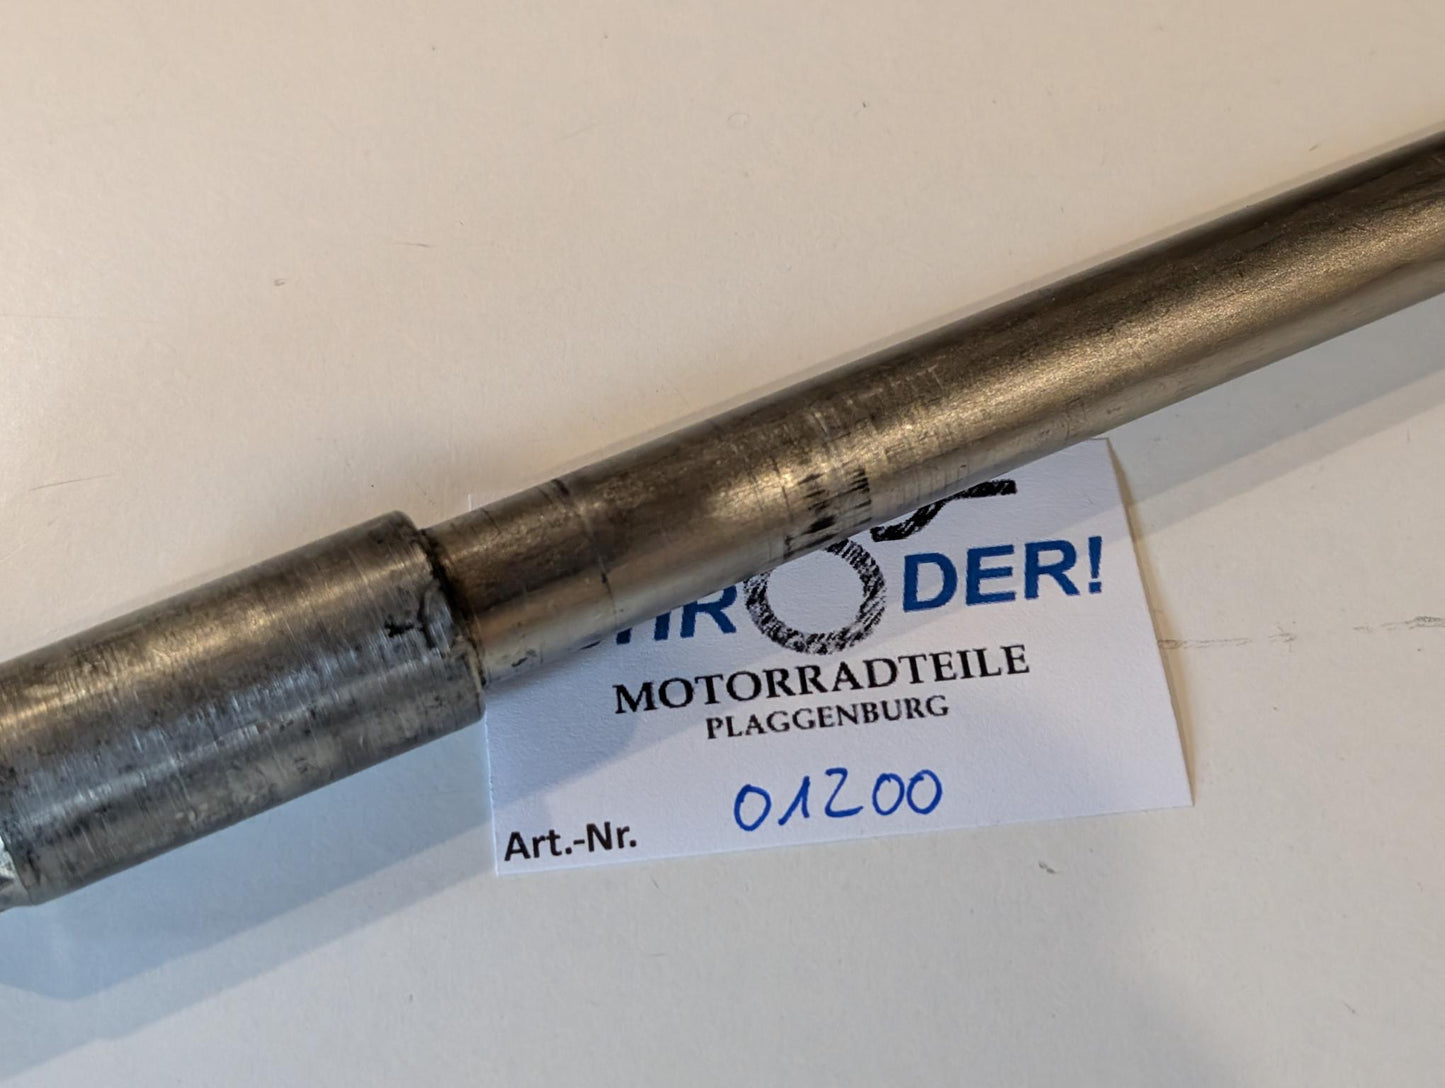 DER!
MOTORRADTEILE
PLAGGENBURG
01200
Art.-Nr.